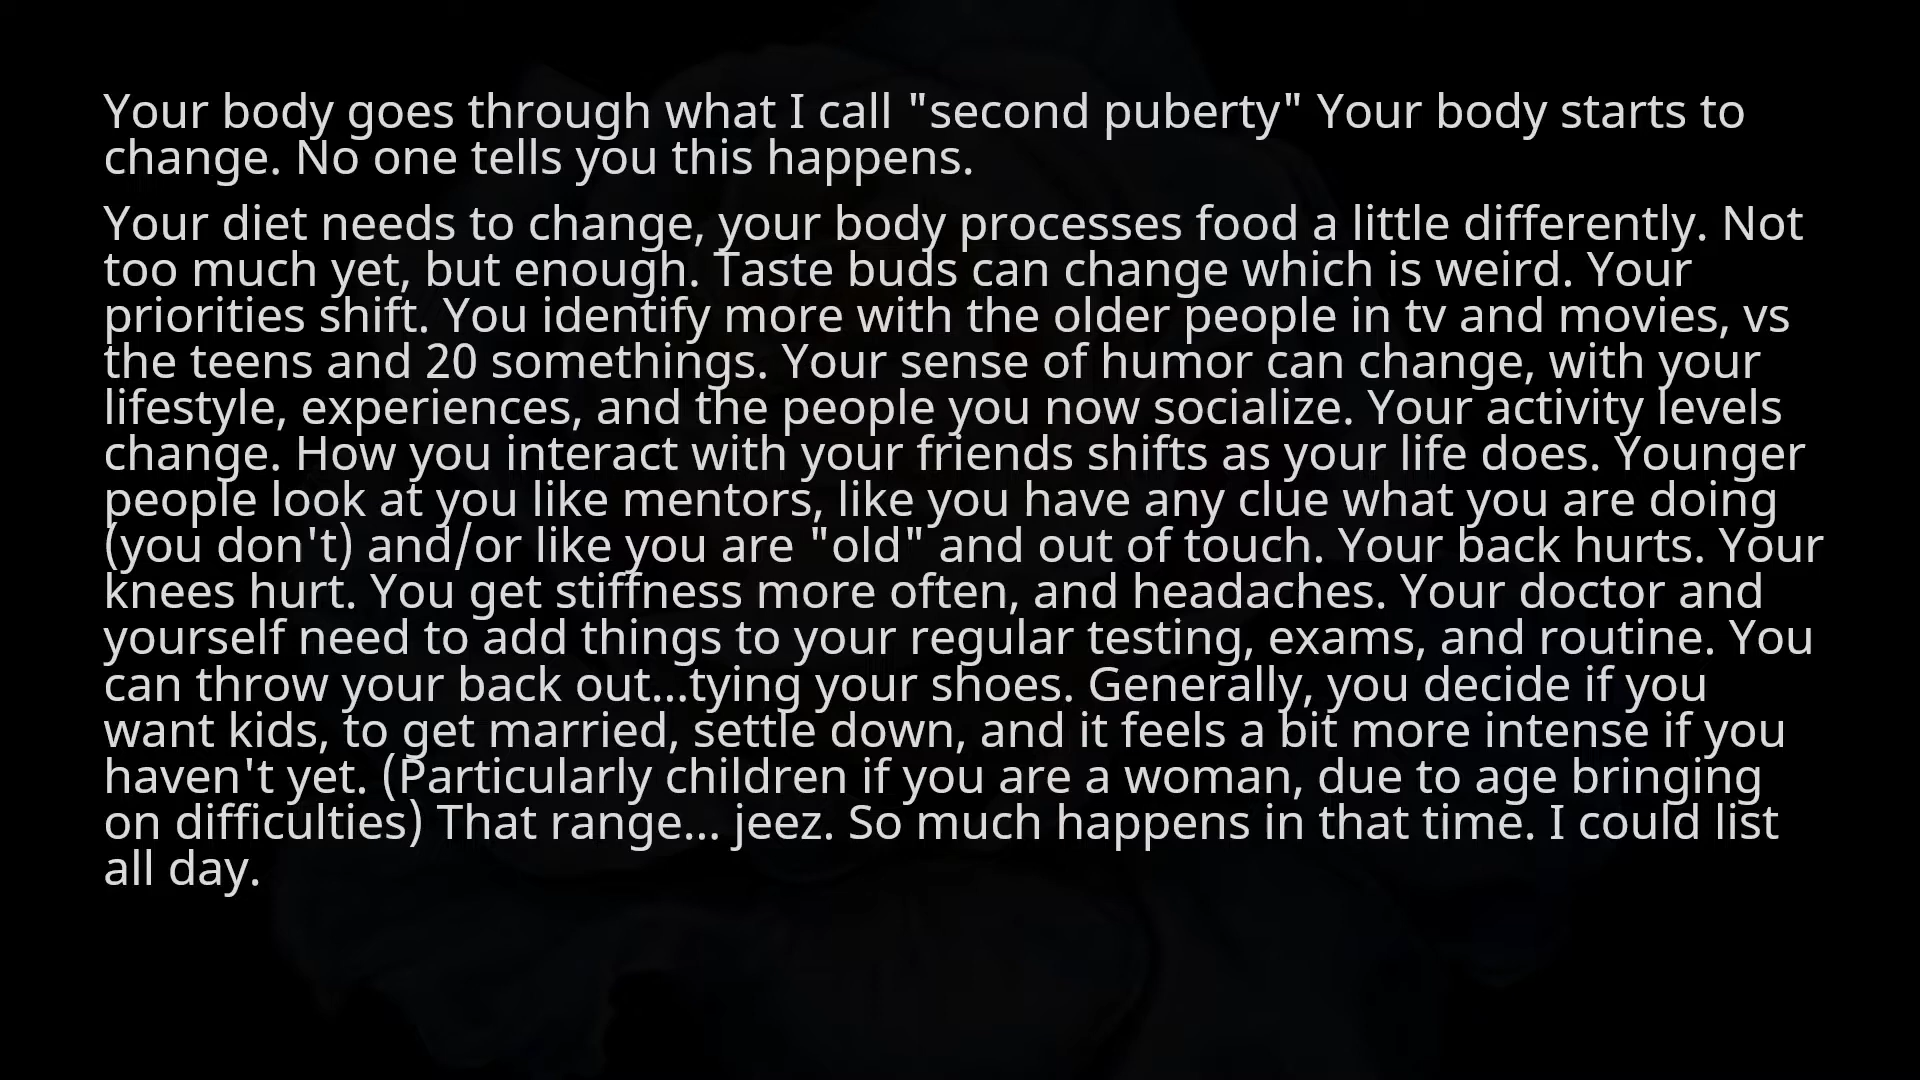 Your body goes through what I call "second puberty" Your body starts to
change. No one tells you this happens.
Your diet needs to change, your body processes food a little differently. Not
too much yet, but enough. Taste buds can change which is weird. Your
priorities shift. You identify more with the older people in tv and movies, vs
the teens and 20 somethings. Your sense of humor can change, with your
lifestyle, experiences, and the people you now socialize. Your activity levels
change. How you interact with your friends shifts as your life does. Younger
people look at you like mentors, like you have any clue what you are doing
(you don't) and/or like you are "old" and out of touch. Your back hurts. Your
knees hurt. You get stiffness more often, and headaches. Your doctor and
yourself need to add things to your regular testing, exams, and routine. You
can throw your back out...tying your shoes. Generally, you decide if you
want kids, to get married, settle down, and it feels a bit more intense if you
haven't yet. (Particularly children if you are a woman, due to age bringing
on difficulties) That range... jeez. So much happens in that time. I could list
all day.